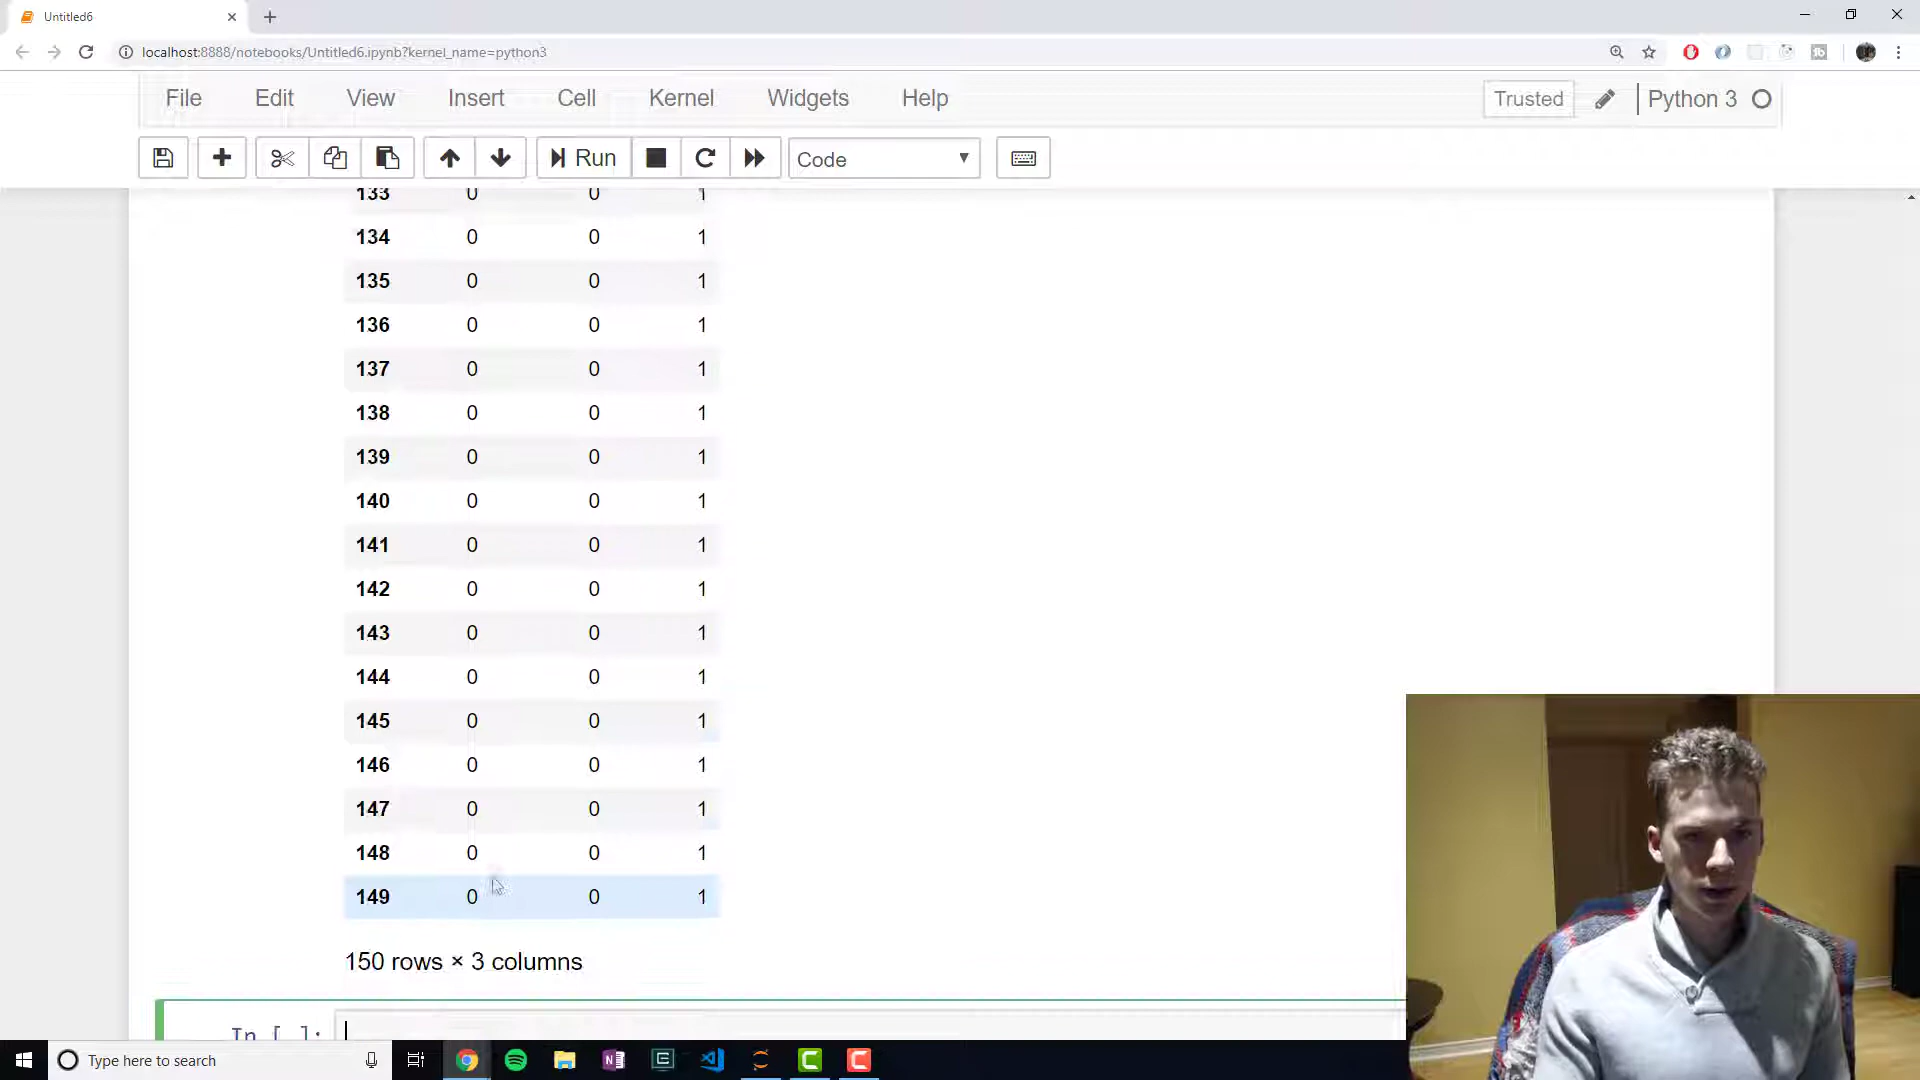 Untitled6
localhost:8888/notebooks/Untitled6.ipynb?kernel_name=python3
File Edit View Insert Cell Kernel Widgets Help Trusted Python 3
Run Code
133 0 0 1
134 0 0 1
135 0 0 1
136 0 0 1
137 0 0 1
138 0 0 1
139 0 0 1
140 0 0 1
141 0 0 1
142 0 0 1
143 0 0 1
144 0 0 1
145 0 0 1
146 0 0 1
147 0 0 1
148 0 0 1
149 0 0 1
150 rows × 3 columns
In [ ]:
Type here to search